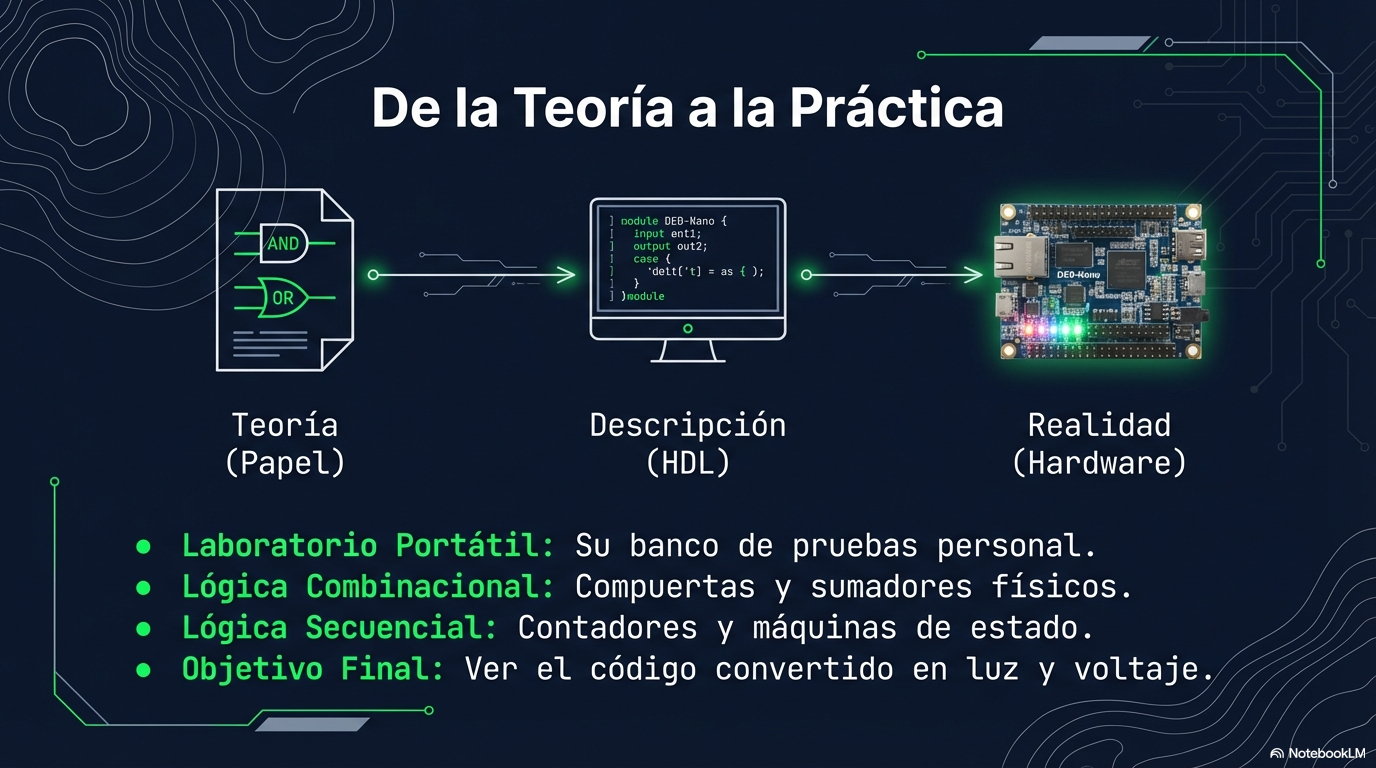 De la Teoría a la Práctica
AND
OR
module DE0-Nano {
input ent1;
output out2;
case {
'de1t['t] = as { );
}
)module
DE0-Nano
Teoría
(Papel)
Descripción
(HDL)
Realidad
(Hardware)
● Laboratorio Portátil: Su banco de pruebas personal.
● Lógica Combinacional: Compuertas y sumadores físicos.
● Lógica Secuencial: Contadores y máquinas de estado.
● Objetivo Final: Ver el código convertido en luz y voltaje.
NotebookLM